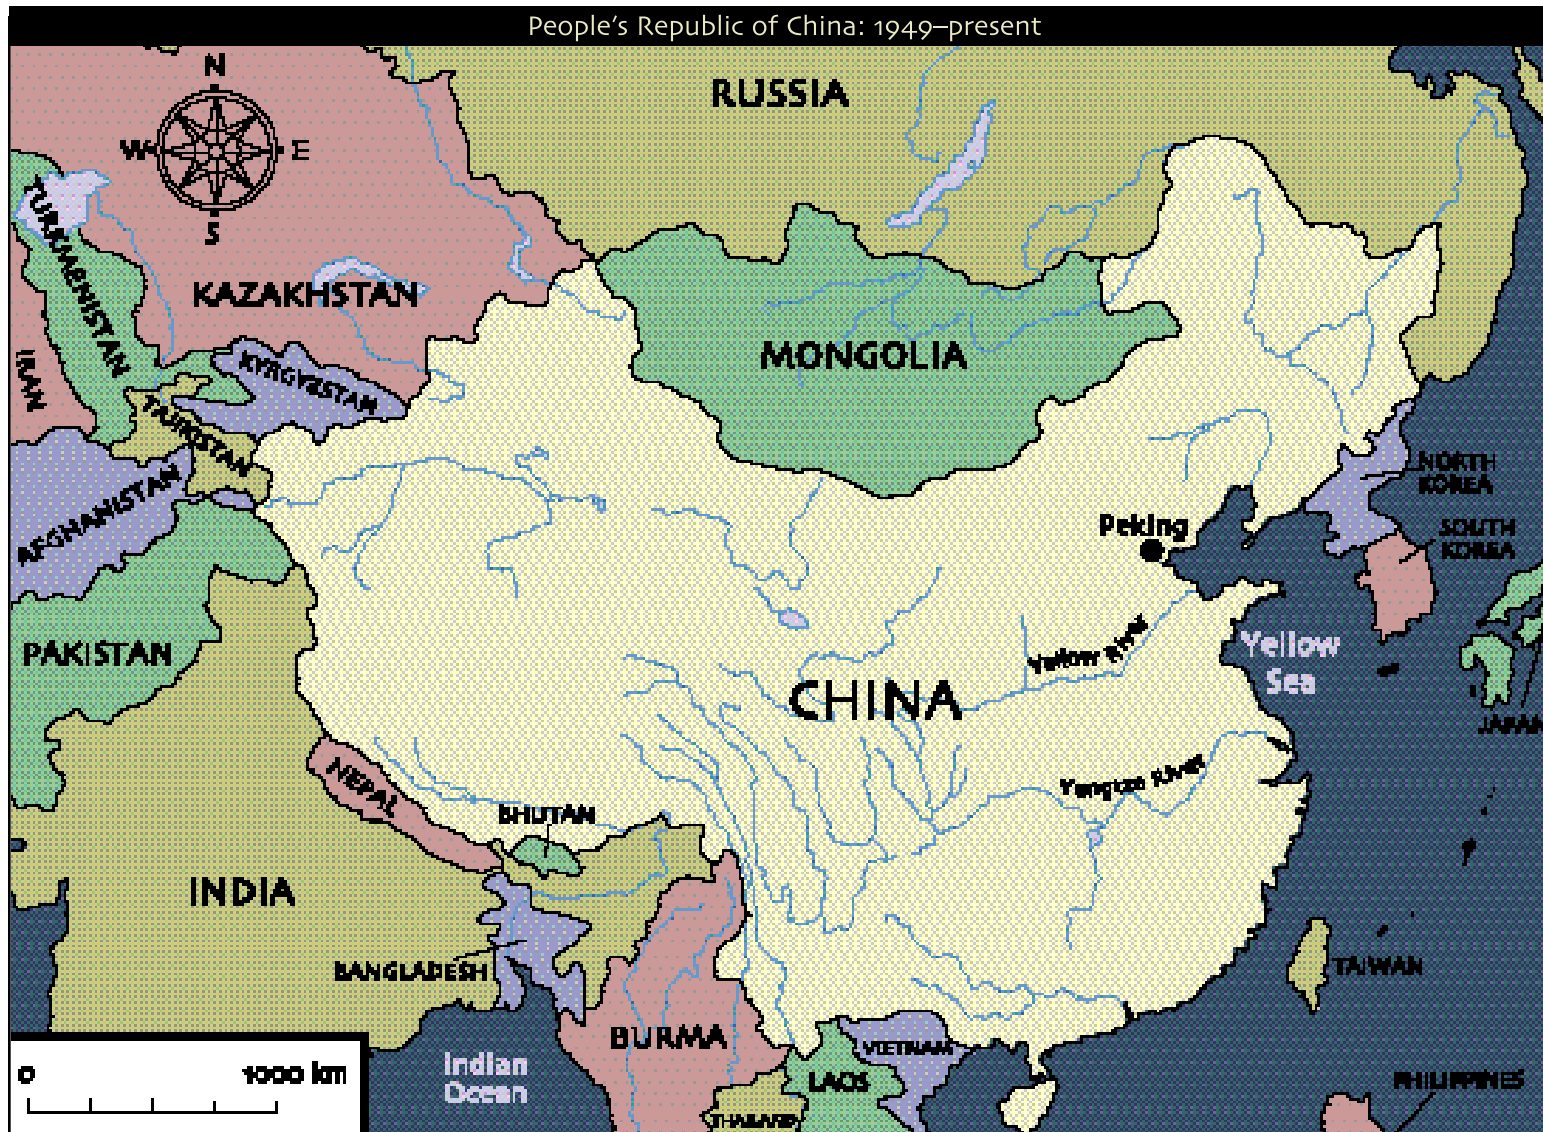 People's Republic of China: 1949–present
N
RUSSIA
W
E
S
TURKMENISTAN
KAZAKHSTAN
MONGOLIA
IRAN
KYRGYZSTAN
TAJIKISTAN
NORTH
KOREA
AFGHANISTAN
Peking
SOUTH
KOREA
PAKISTAN
Yellow River
Yellow
Sea
CHINA
JAPAN
NEPAL
Yangtze River
BHUTAN
INDIA
BANGLADESH
TAIWAN
BURMA
VIETNAM
Indian
Ocean
0
1000 km
LAOS
PHILIPPINES
THAILAND